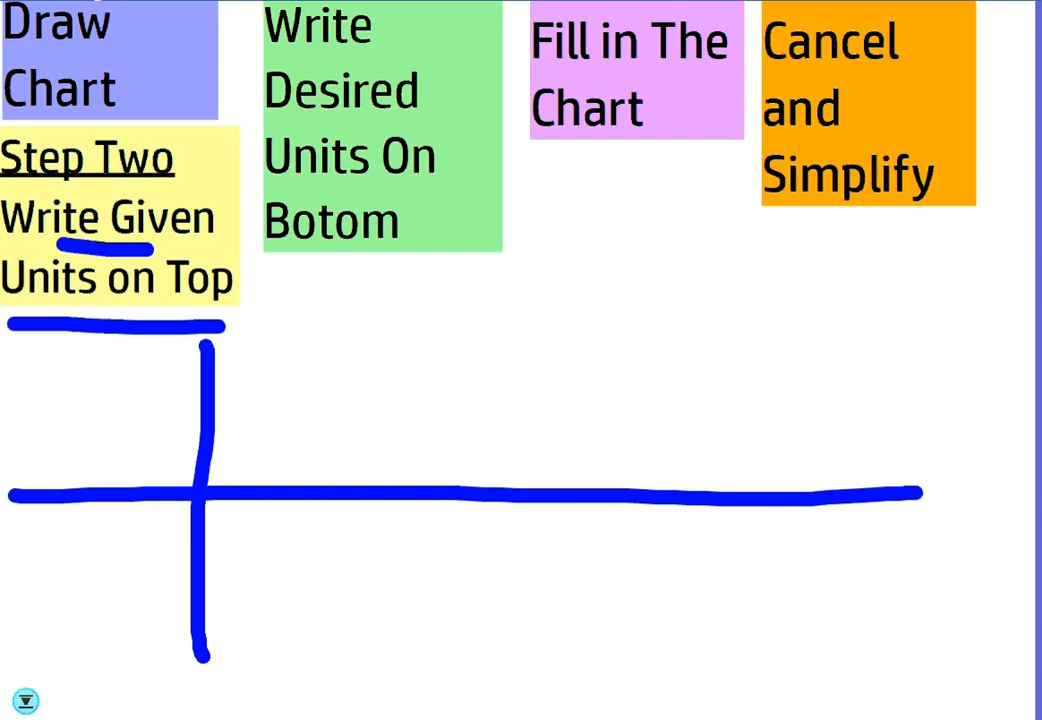 Draw
Chart
Step Two
Write Given
Units on Top
Write
Desired
Units On
Botom
Fill in The
Chart
Cancel
and
Simplify